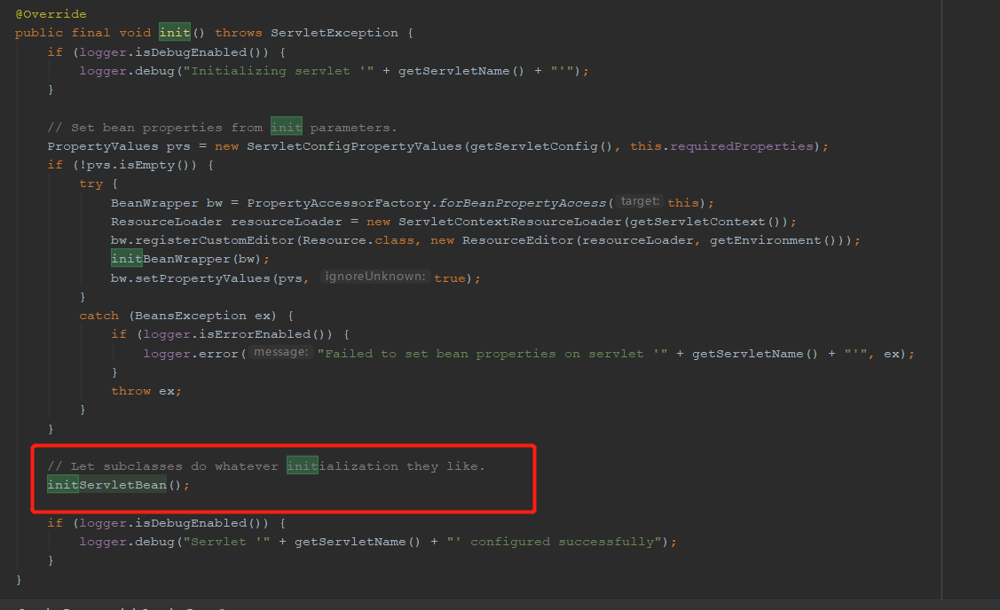 @Override
public final void init() throws ServletException {
if (logger.isDebugEnabled()) {
logger.debug("Initializing servlet '" + getServletName() + "'");
}
// Set bean properties from init parameters.
PropertyValues pvs = new ServletConfigPropertyValues(getServletConfig(), this.requiredProperties);
if (!pvs.isEmpty()) {
try {
BeanWrapper bw = PropertyAccessorFactory.forBeanPropertyAccess( target: this);
ResourceLoader resourceLoader = new ServletContextResourceLoader(getServletContext());
bw.registerCustomEditor(Resource.class, new ResourceEditor(resourceLoader, getEnvironment()));
initBeanWrapper(bw);
bw.setPropertyValues(pvs, ignoreUnknown: true);
}
catch (BeansException ex) {
if (logger.isErrorEnabled()) {
logger.error( message: "Failed to set bean properties on servlet '" + getServletName() + "'", ex);
}
throw ex;
}
}
// Let subclasses do whatever initialization they like.
initServletBean();
if (logger.isDebugEnabled()) {
logger.debug("Servlet '" + getServletName() + "' configured successfully");
}
}